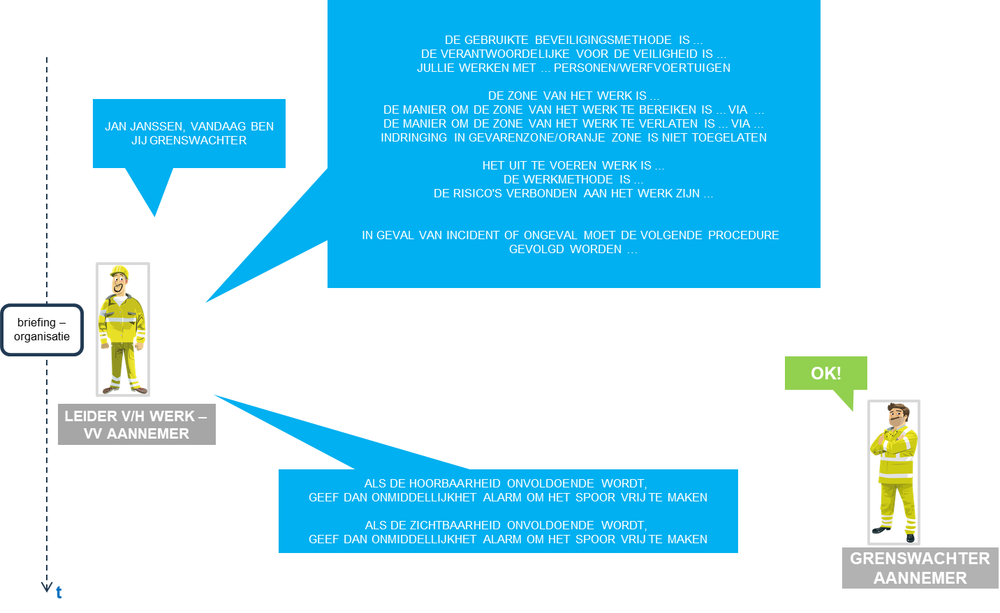 DE GEBRUIKTE BEVEILIGINGSMETHODE IS ...
DE VERANTWOORDELIJKE VOOR DE VEILIGHEID IS ...
JULLIE WERKEN MET ... PERSONEN/WERFVOERTUIGEN
DE ZONE VAN HET WERK IS ...
DE MANIER OM DE ZONE VAN HET WERK TE BEREIKEN IS ... VIA ...
DE MANIER OM DE ZONE VAN HET WERK TE VERLATEN IS ... VIA ...
INDRINGING IN GEVARENZONE/ORANJE ZONE IS NIET TOEGELATEN
HET UIT TE VOEREN WERK IS ...
DE WERKMETHODE IS ...
DE RISICO'S VERBONDEN AAN HET WERK ZIJN ...
IN GEVAL VAN INCIDENT OF ONGEVAL MOET DE VOLGENDE PROCEDURE
GEVOLGD WORDEN ...
JAN JANSSEN, VANDAAG BEN
JIJ GRENSWACHTER
briefing –
organisatie
LEIDER V/H WERK –
VV AANNEMER
OK!
ALS DE HOORBAARHEID ONVOLDOENDE WORDT,
GEEF DAN ONMIDDELLIJKHET ALARM OM HET SPOOR VRIJ TE MAKEN
ALS DE ZICHTBAARHEID ONVOLDOENDE WORDT,
GEEF DAN ONMIDDELLIJKHET ALARM OM HET SPOOR VRIJ TE MAKEN
GRENSWACHTER
AANNEMER
t